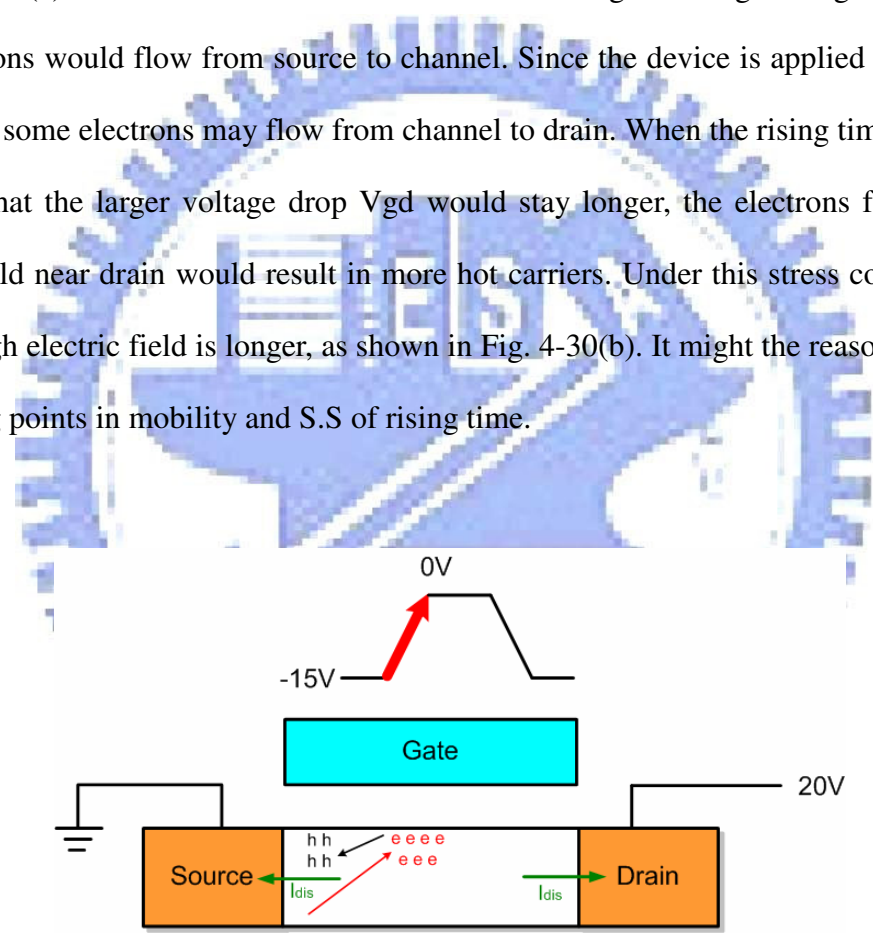 ons would flow from source to channel. Since the device is applied
some electrons may flow from channel to drain. When the rising tim
hat the larger voltage drop Vgd would stay longer, the electrons f
ld near drain would result in more hot carriers. Under this stress co
gh electric field is longer, as shown in Fig. 4-30(b). It might the reaso
g points in mobility and S.S of rising time.
ES
0V
-15V
Gate
20V
h h e e e e
h h e e e
Source Idis Idis Drain